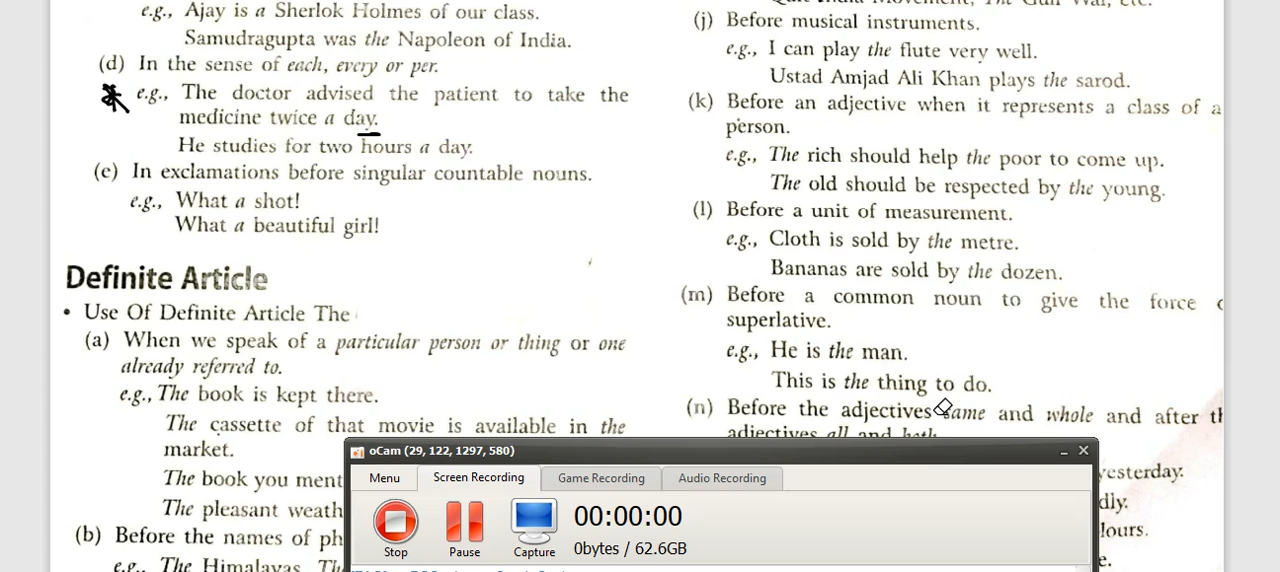 e.g., Ajay is a Sherlok Holmes of our class.
Samudragupta was the Napoleon of India.
(d) In the sense of each, every or per.
e.g., The doctor advised the patient to take the
medicine twice a day.
He studies for two hours a day.
(e) In exclamations before singular countable nouns.
e.g., What a shot!
What a beautiful girl!
Definite Article
• Use Of Definite Article The
(a) When we speak of a particular person or thing or one
already referred to.
e.g., The book is kept there.
The cassette of that movie is available in the
market.
The book you ment
The pleasant weath
(b) Before the names of ph
e.g., The Himalayas, Th
(j) Before musical instruments.
e.g., I can play the flute very well.
Ustad Amjad Ali Khan plays the sarod.
(k) Before an adjective when it represents a class of a
person.
e.g., The rich should help the poor to come up.
The old should be respected by the young.
(l) Before a unit of measurement.
e.g., Cloth is sold by the metre.
Bananas are sold by the dozen.
(m) Before a common noun to give the force
superlative.
e.g., He is the man.
This is the thing to do.
(n) Before the adjectives same and whole and after th
adjectives all and both
yesterday.
dly.
lours.
e.
oCam (29, 122, 1297, 580)
Menu Screen Recording Game Recording Audio Recording
00:00:00
0bytes / 62.6GB
Stop Pause Capture